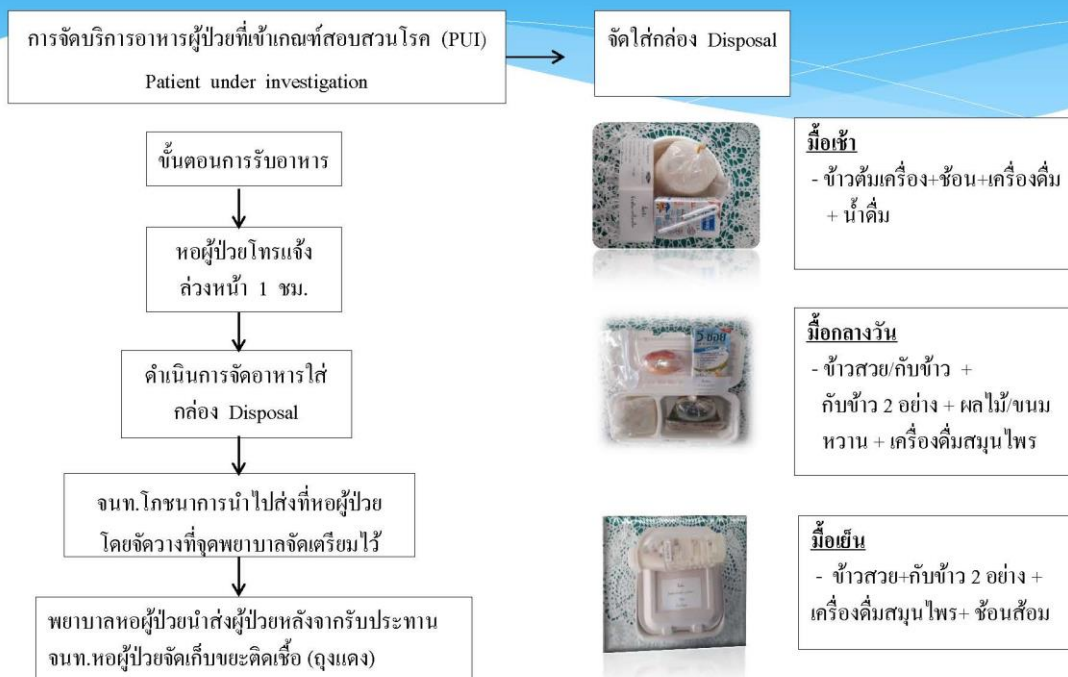 การจัดบริการอาหารผู้ป่วยที่เข้าเกณฑ์สอบสวนโรค (PUI)
Patient under investigation
จัดใส่กล่อง Disposal
ขั้นตอนการรับอาหาร
หอผู้ป่วยโทรแจ้ง
ล่วงหน้า 1 ชม.
ดำเนินการจัดอาหารใส่
กล่อง Disposal
จนท.โภชนาการนำไปส่งที่หอผู้ป่วย
โดยจัดวางที่จุดพยาบาลจัดเตรียมไว้
พยาบาลหอผู้ป่วยนำส่งผู้ป่วยหลังจากรับประทาน
จนท.หอผู้ป่วยจัดเก็บขยะติดเชื้อ (ถุงแดง)
มื้อเช้า
- ข้าวต้มเครื่อง+ช้อน+เครื่องดื่ม
+ น้ำดื่ม
มื้อกลางวัน
- ข้าวสวย/กับข้าว +
กับข้าว 2 อย่าง + ผลไม้/ขนม
หวาน + เครื่องดื่มสมุนไพร
มื้อเย็น
- ข้าวสวย+กับข้าว 2 อย่าง +
เครื่องดื่มสมุนไพร+ ช้อนส้อม